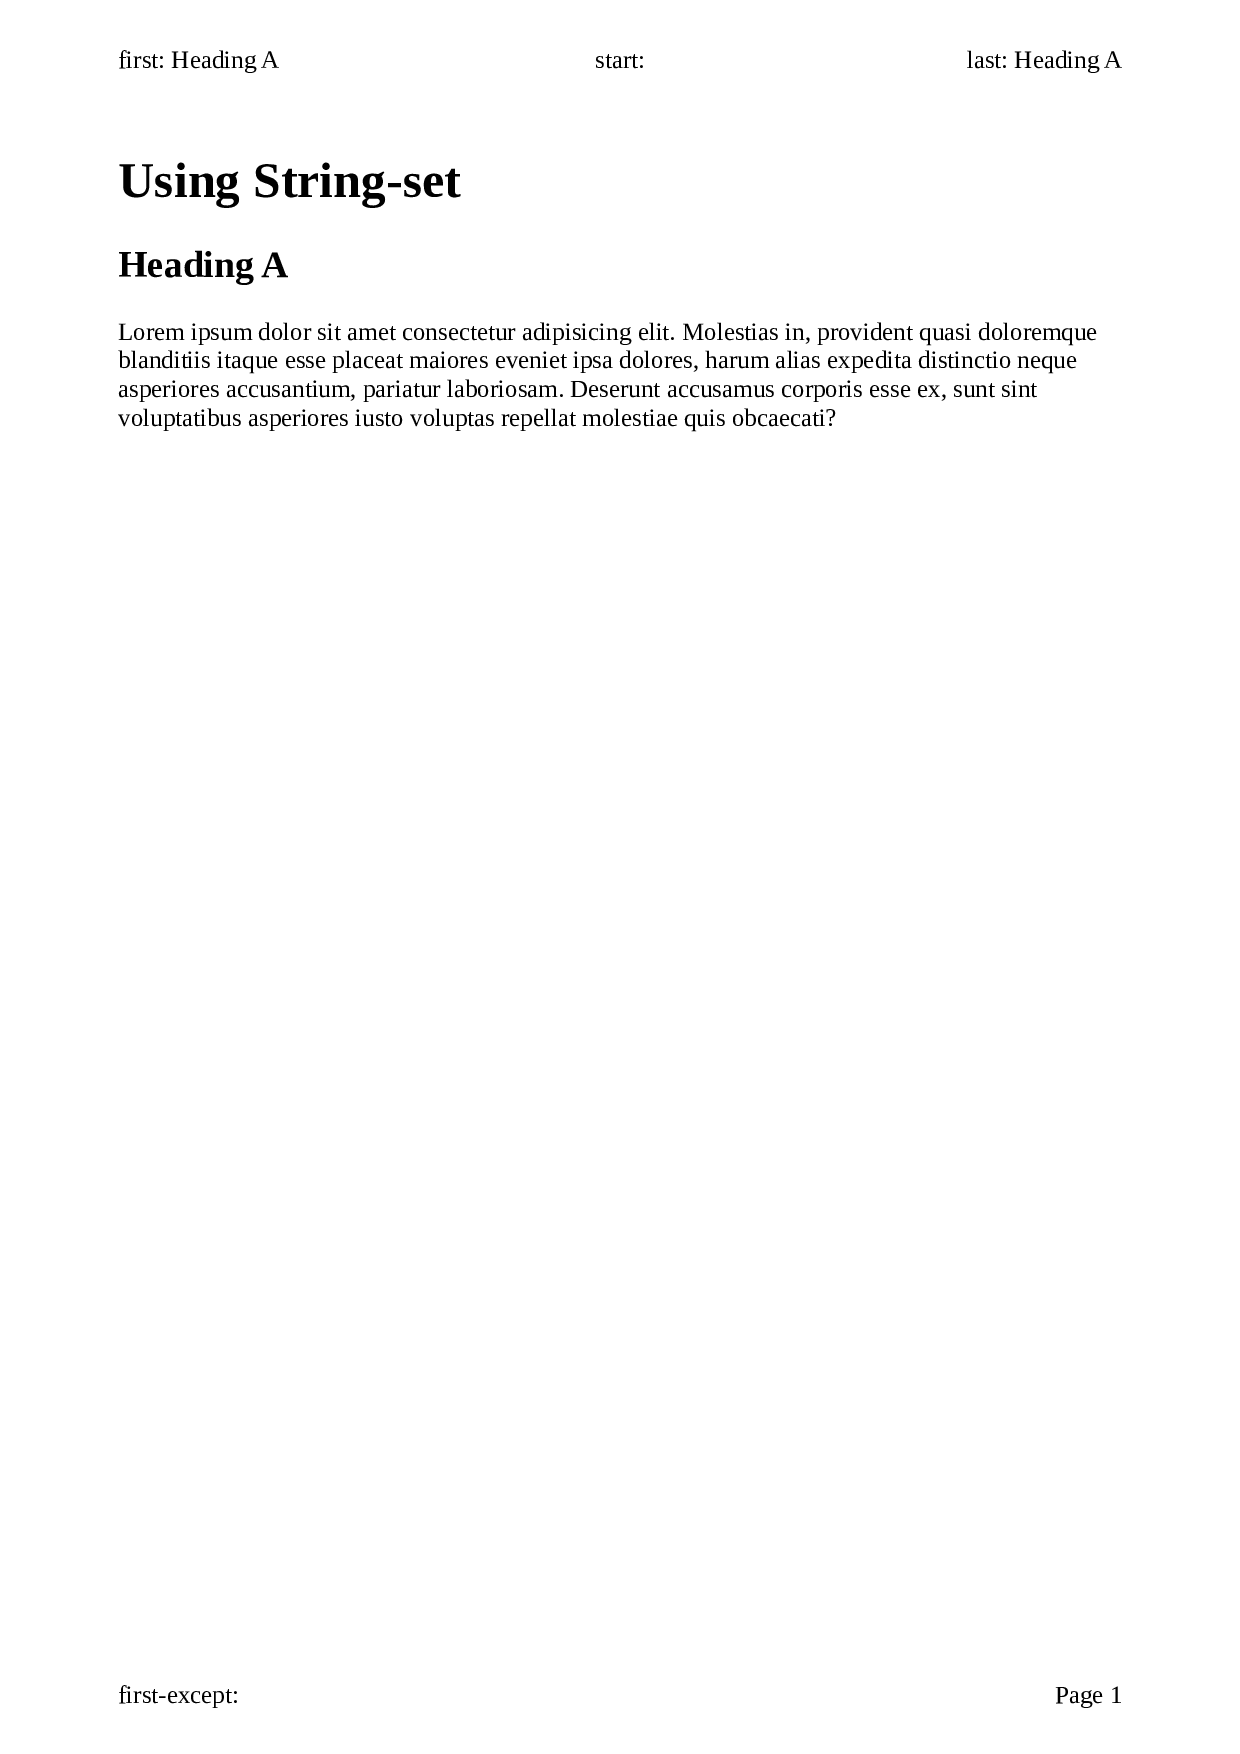 first: Heading A start: last: Heading A
Using String-set
Heading A
Lorem ipsum dolor sit amet consectetur adipisicing elit. Molestias in, provident quasi doloremque
blanditiis itaque esse placeat maiores eveniet ipsa dolores, harum alias expedita distinctio neque
asperiores accusantium, pariatur laboriosam. Deserunt accusamus corporis esse ex, sunt sint
voluptatibus asperiores iusto voluptas repellat molestiae quis obcaecati?
first-except: Page 1